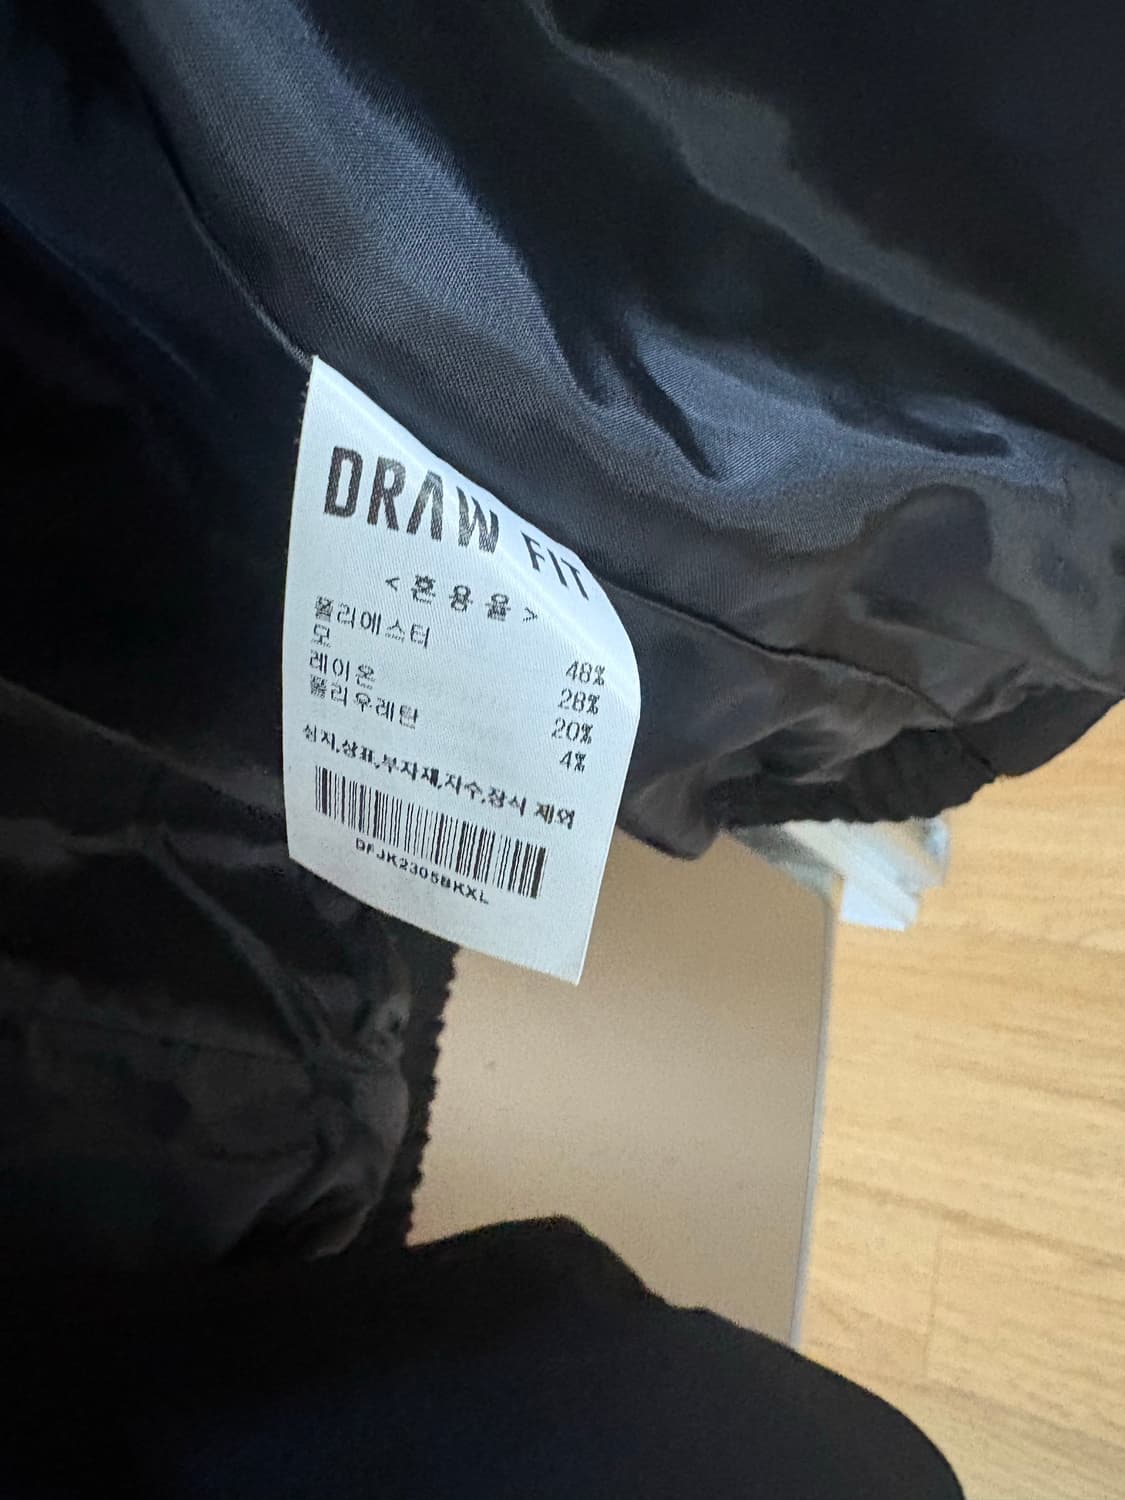 DRAW FIT
<혼용율>
폴리에스터 48%
모 28%
레이온 20%
폴리우레탄 4%
심지,상표,부자재,자수,장식 제외
DFJK2305BKXL